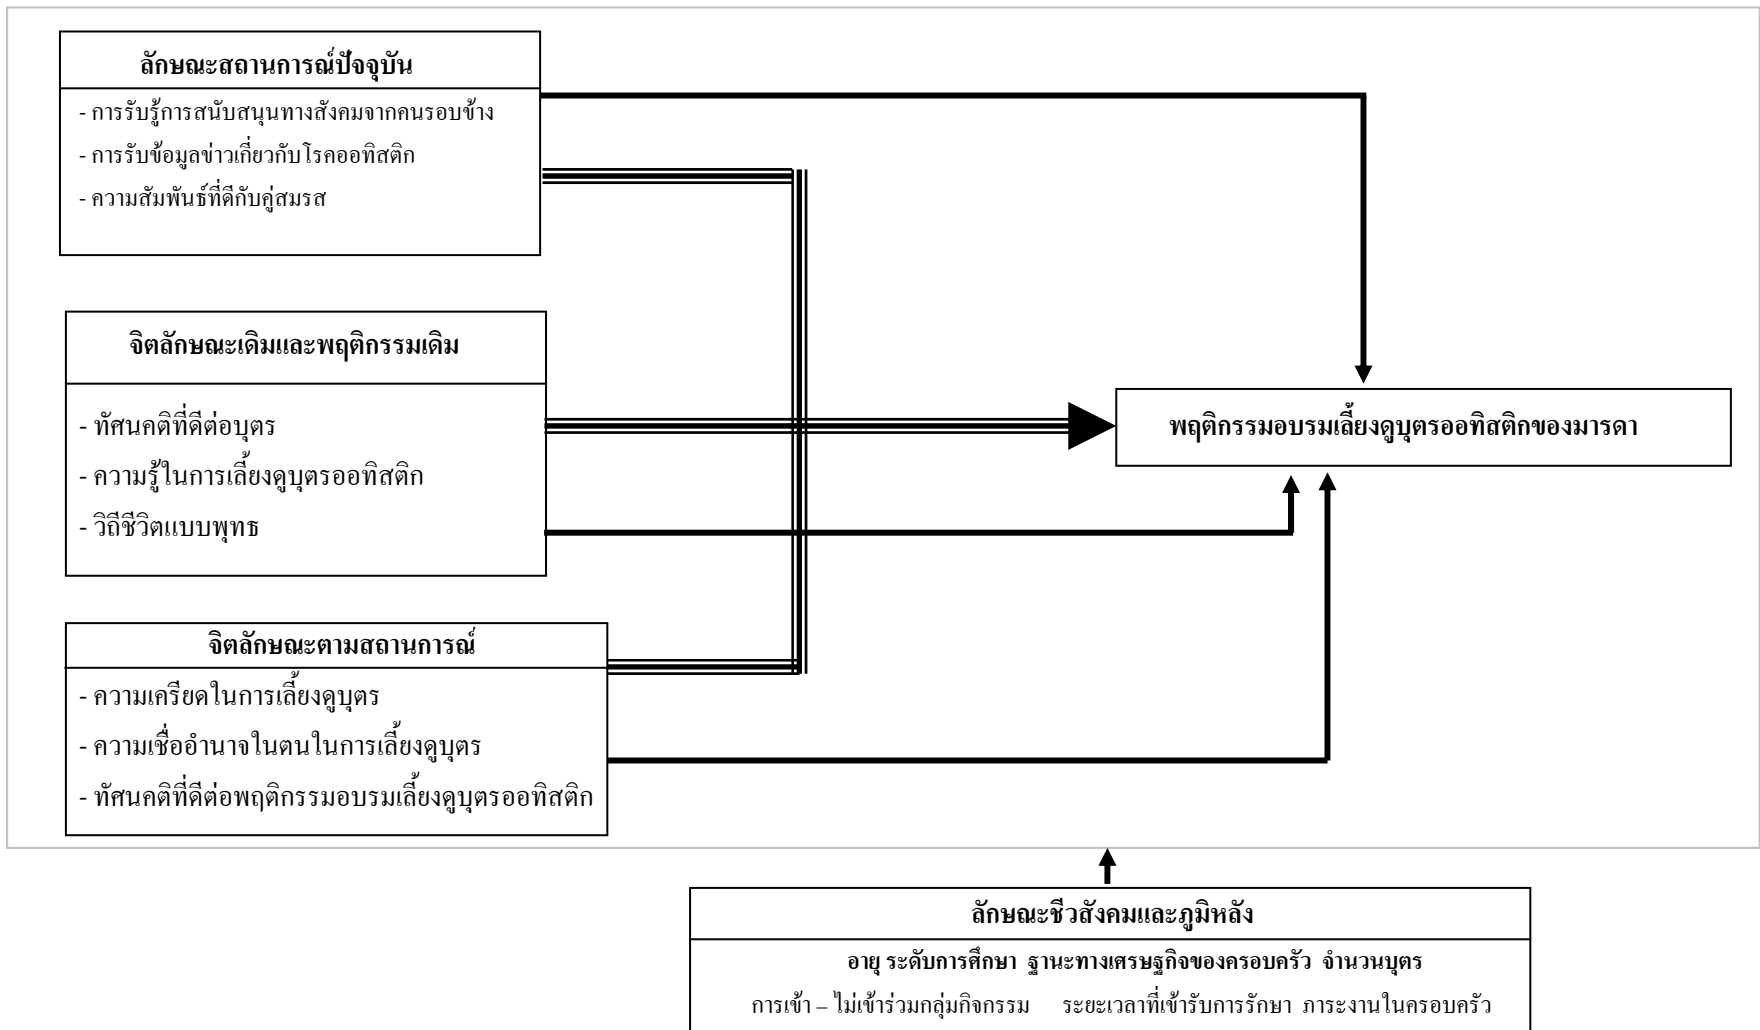 ลักษณะสถานการณ์ปัจจุบัน
- การรับรู้การสนับสนุนทางสังคมจากคนรอบข้าง
- การรับข้อมูลข่าวเกี่ยวกับโรคออทิสติก
- ความสัมพันธ์ที่ดีกับคู่สมรส
จิตลักษณะเดิมและพฤติกรรมเดิม
- ทัศนคติที่ดีต่อบุตร
- ความรู้ในการเลี้ยงดูบุตรออทิสติก
- วิถีชีวิตแบบพุทธ
พฤติกรรมอบรมเลี้ยงดูบุตรออทิสติกของมารดา
จิตลักษณะตามสถานการณ์
- ความเครียดในการเลี้ยงดูบุตร
- ความเชื่ออำนาจในตนในการเลี้ยงดูบุตร
- ทัศนคติที่ดีต่อพฤติกรรมอบรมเลี้ยงดูบุตรออทิสติก
ลักษณะชีวสังคมและภูมิหลัง
อายุ ระดับการศึกษา ฐานะทางเศรษฐกิจของครอบครัว จำนวนบุตร
การเข้า – ไม่เข้าร่วมกลุ่มกิจกรรม ระยะเวลาที่เข้ารับการรักษา ภาระงานในครอบครัว